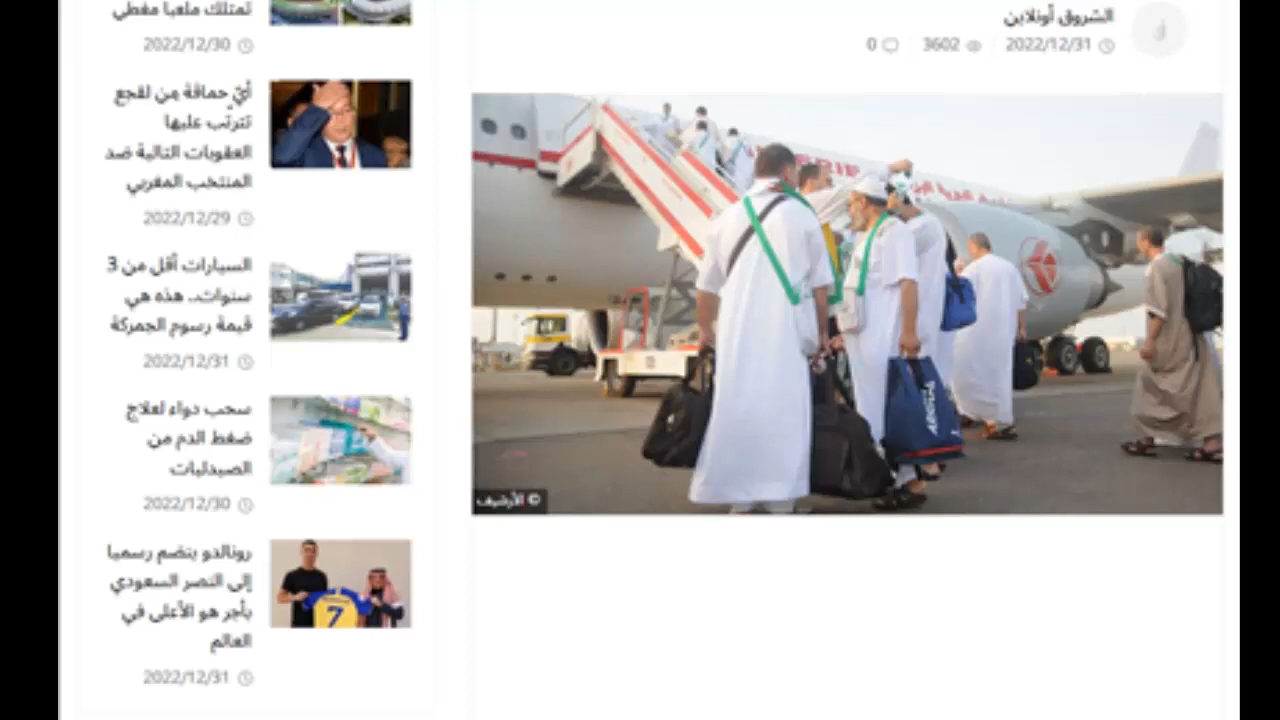 الشروق أونلاين
2022/12/31 3602 0
© الأرشيف
تمتلك ملعبا مغطى
2022/12/30
أيّ حماقة من لقجع
تترتّب عليها
العقوبات التالية ضد
المنتخب المغربي
2022/12/29
السيارات أقل من 3
سنوات.. هذه هي
قيمة رسوم الجمركة
2022/12/31
سحب دواء لعلاج
ضغط الدم من
الصيدليات
2022/12/30
رونالدو ينضم رسميا
إلى النصر السعودي
بأجر هو الأعلى في
العالم
2022/12/31